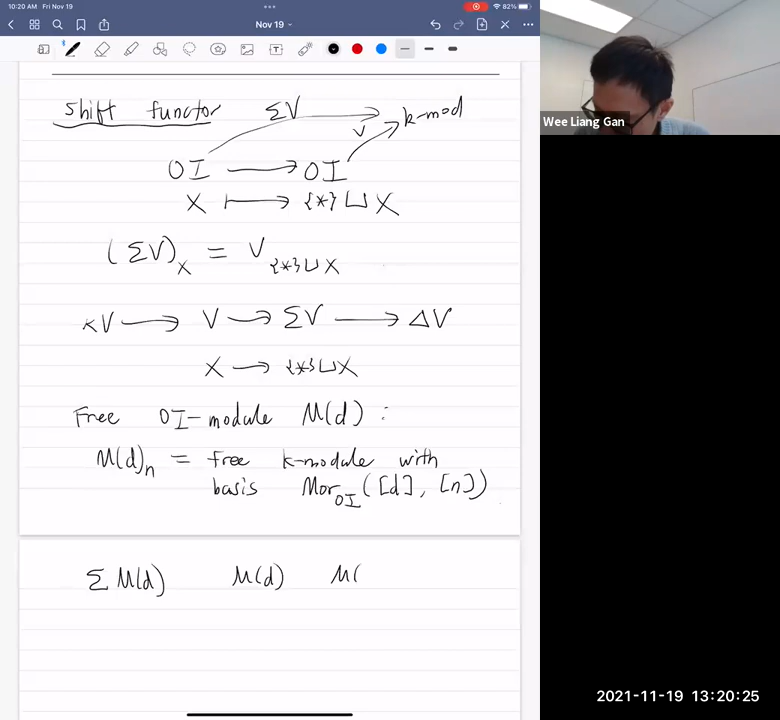 10:20 AM Fri Nov 19
82%
Nov 19
Shift functor ΣV
V k-mod
OI ⟶ OI
X ⟼ {*} ⊔ X
(ΣV)_X = V_{{*}⊔X}
κV ⟶ V ⟶ ΣV ⟶ ΔV
X ⟶ {*}⊔X
Free OI-module M(d) :
M(d)_n = free k-module with
basis Mor_OI ([d], [n])
Σ M(d) M(d) M(
Wee Liang Gan
2021-11-19 13:20:25